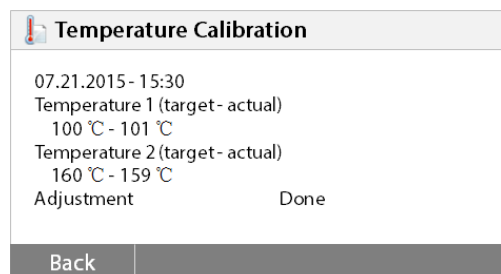 Temperature Calibration
07.21.2015 - 15:30
Temperature 1 (target - actual)
100 ℃ - 101 ℃
Temperature 2 (target - actual)
160 ℃ - 159 ℃
Adjustment Done
Back